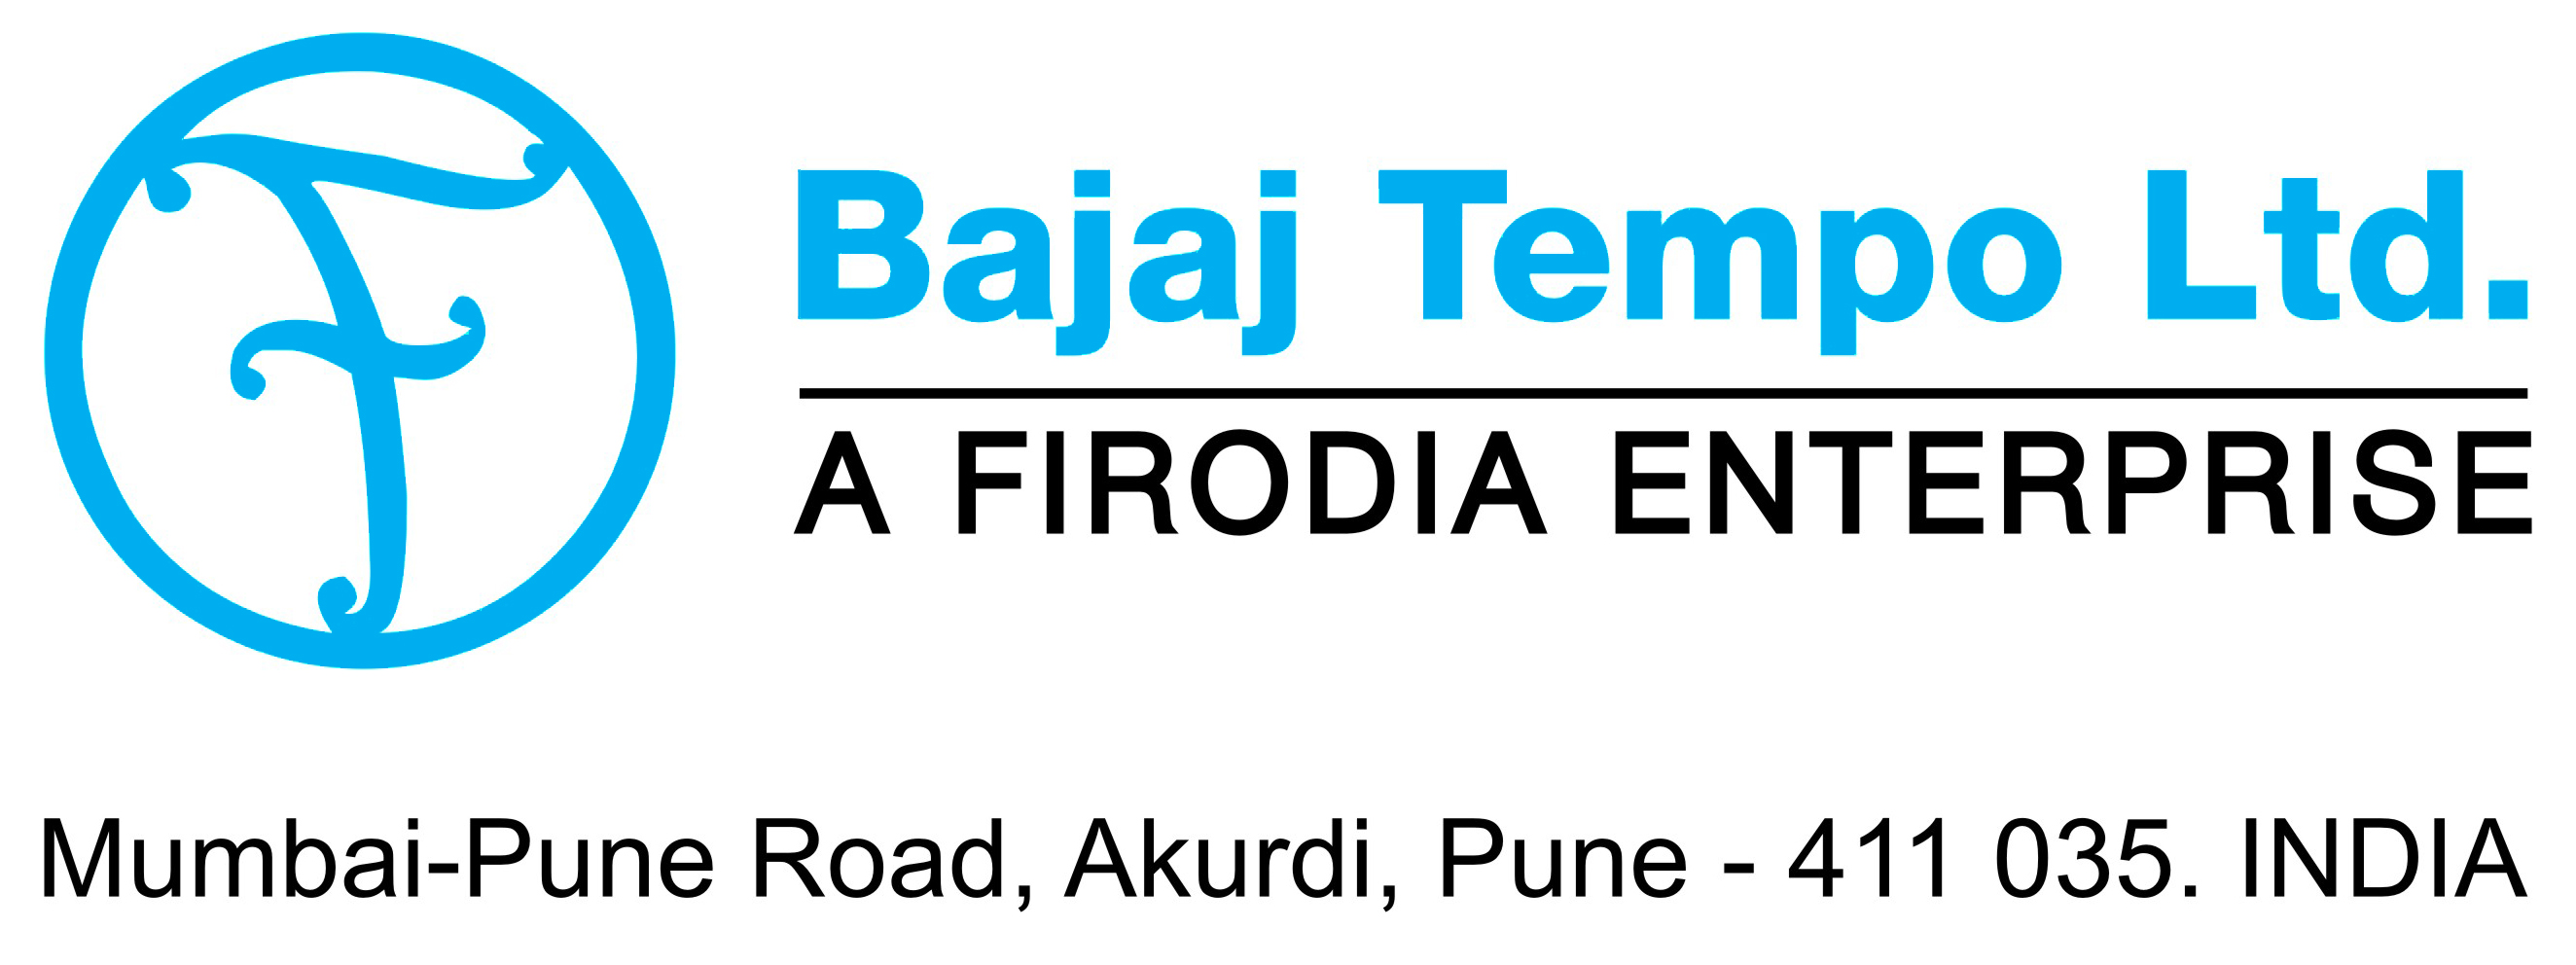 Bajaj Tempo Ltd.
A FIRODIA ENTERPRISE
Mumbai-Pune Road, Akurdi, Pune - 411 035. INDIA